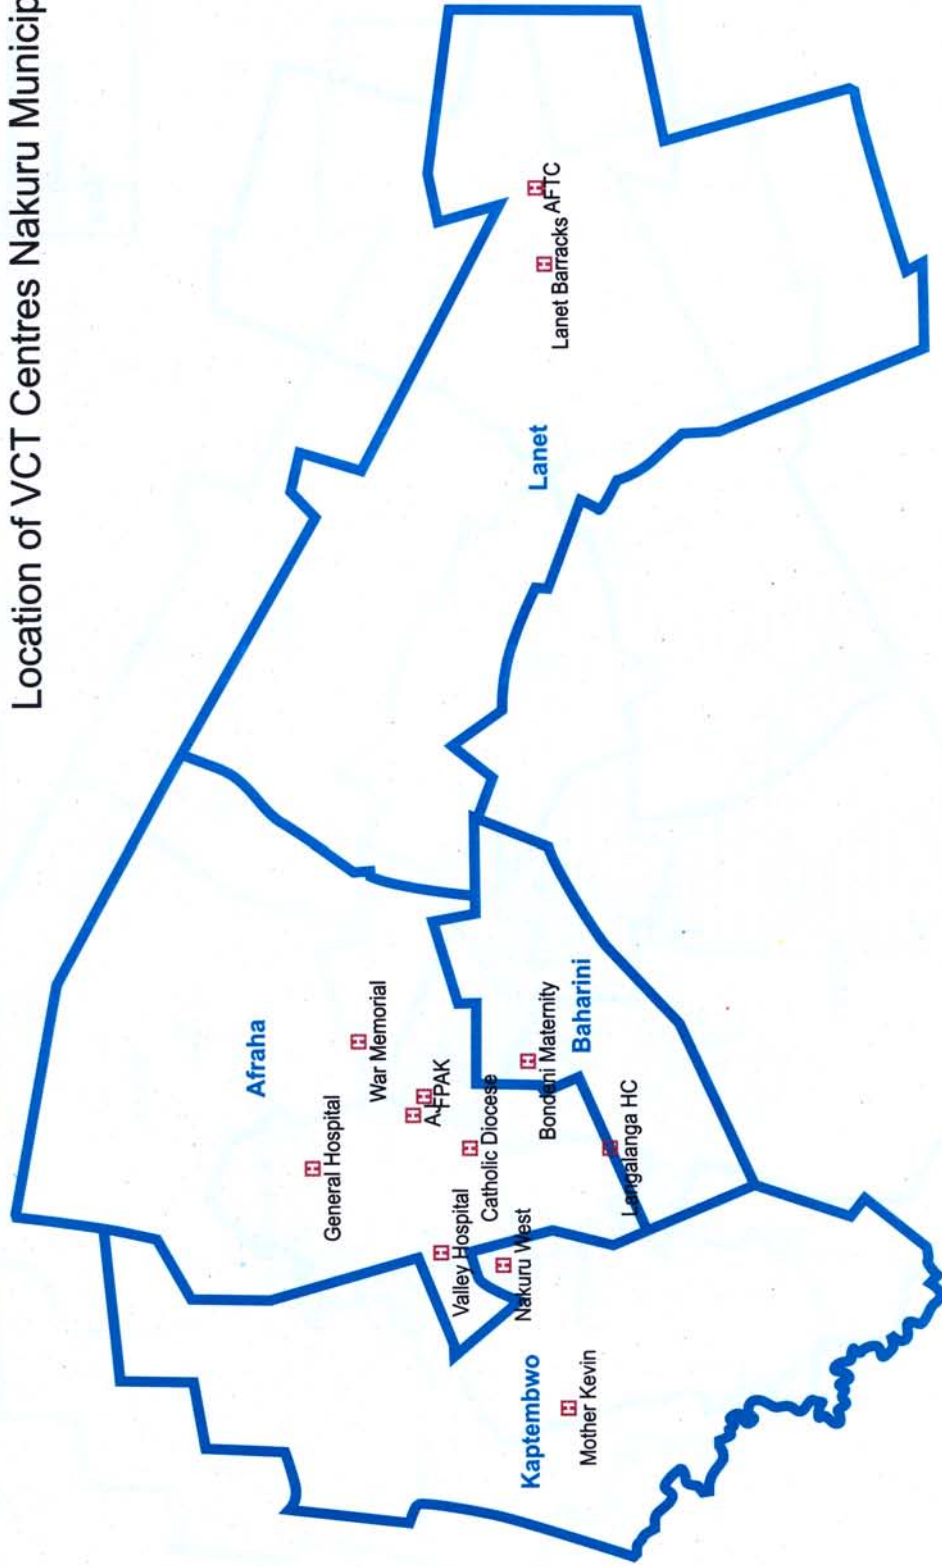 Location of VCT Centres Nakuru Municip
Afraha
General Hospital
War Memorial
FPAK
Valley Hospital
Catholic Diocese
Nakuru West
Bondeni Maternity
Baharini
Langalanga HC
Kaptembwo
Mother Kevin
Lanet
Lanet Barracks
AFTC